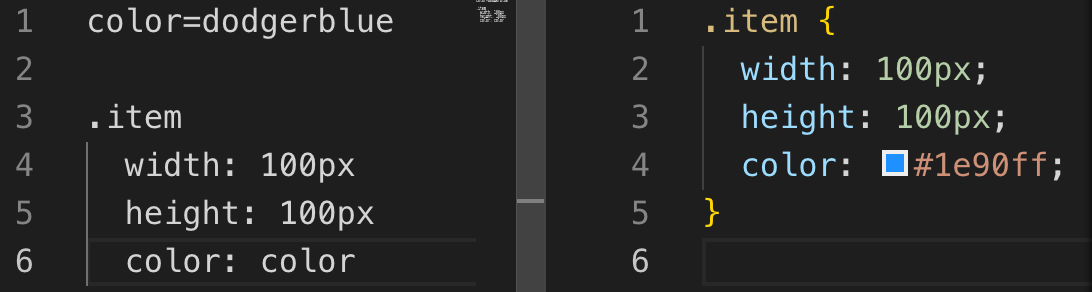 1 color=dodgerblue
2
3 .item
4   width: 100px
5   height: 100px
6   color: color
1 .item {
2   width: 100px;
3   height: 100px;
4   color: #1e90ff;
5 }
6